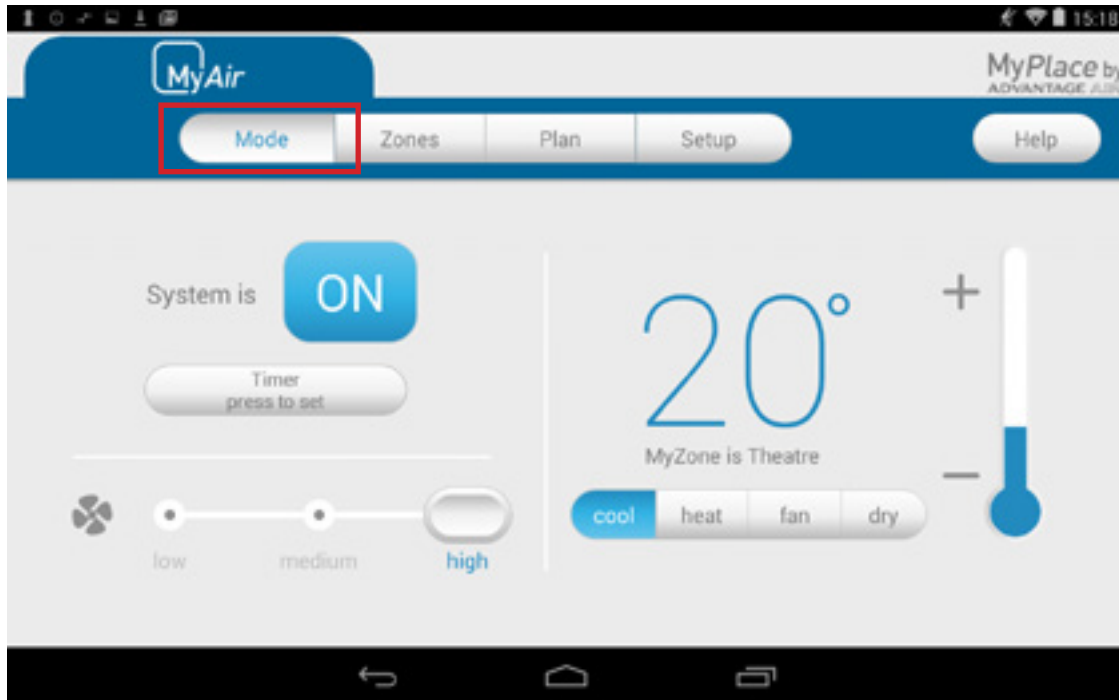 15:18
MyAir
MyPlace by
ADVANTAGE AIR
Mode Zones Plan Setup Help
System is ON
Timer
press to set
low medium high
20°
MyZone is Theatre
cool heat fan dry